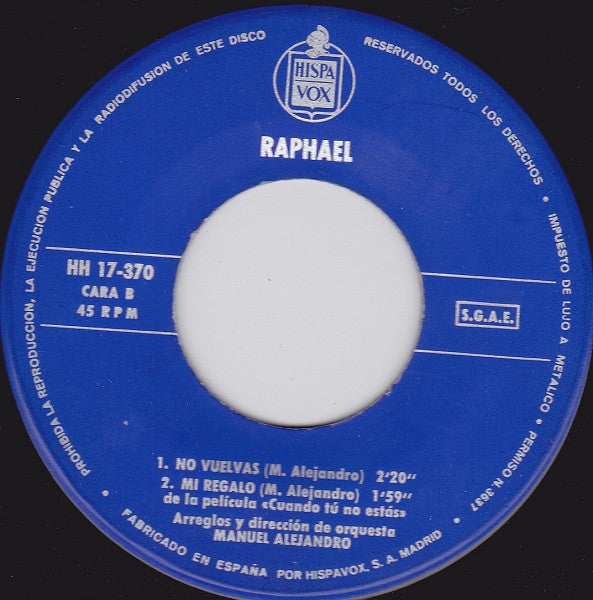 PROHIBIDA LA REPRODUCCION, LA EJECUCION PUBLICA Y LA RADIODIFUSION DE ESTE DISCO
RESERVADOS TODOS LOS DERECHOS • IMPUESTO DE LUJO A METALICO • PERMISO N.3637
HISPA
VOX
RAPHAEL
HH 17-370
CARA B
45 RPM
S.G.A.E.
1. NO VUELVAS (M. Alejandro) 2'20"
2. MI REGALO (M. Alejandro) 1'59"
de la película «Cuando tú no estás»
Arreglos y dirección de orquesta
MANUEL ALEJANDRO
• FABRICADO EN ESPAÑA POR HISPAVOX. S. A. MADRID